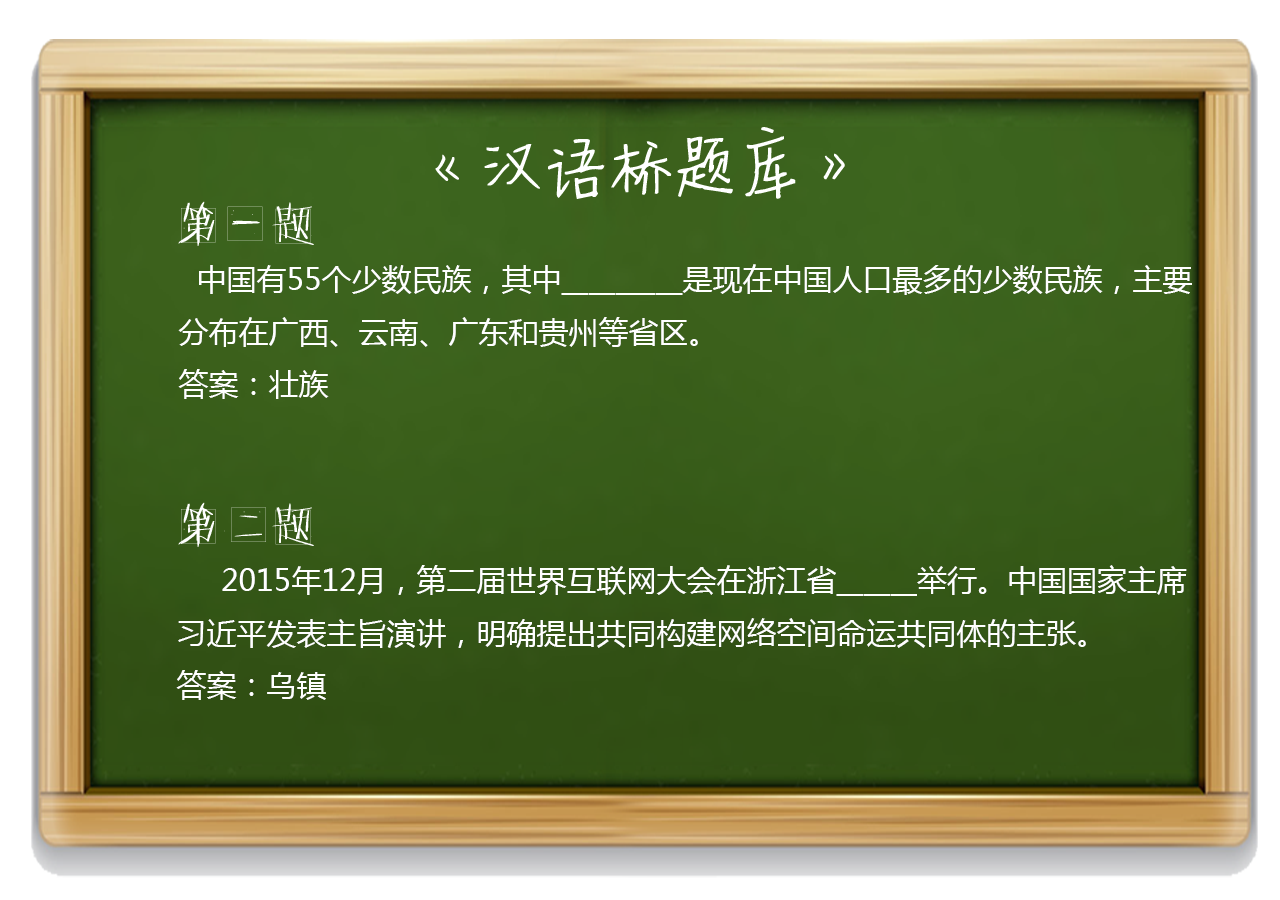 《汉语桥题库》
第一题
中国有55个少数民族，其中_________是现在中国人口最多的少数民族，主要
分布在广西、云南、广东和贵州等省区。
答案：壮族
第二题
2015年12月，第二届世界互联网大会在浙江省______举行。中国国家主席
习近平发表主旨演讲，明确提出共同构建网络空间命运共同体的主张。
答案：乌镇